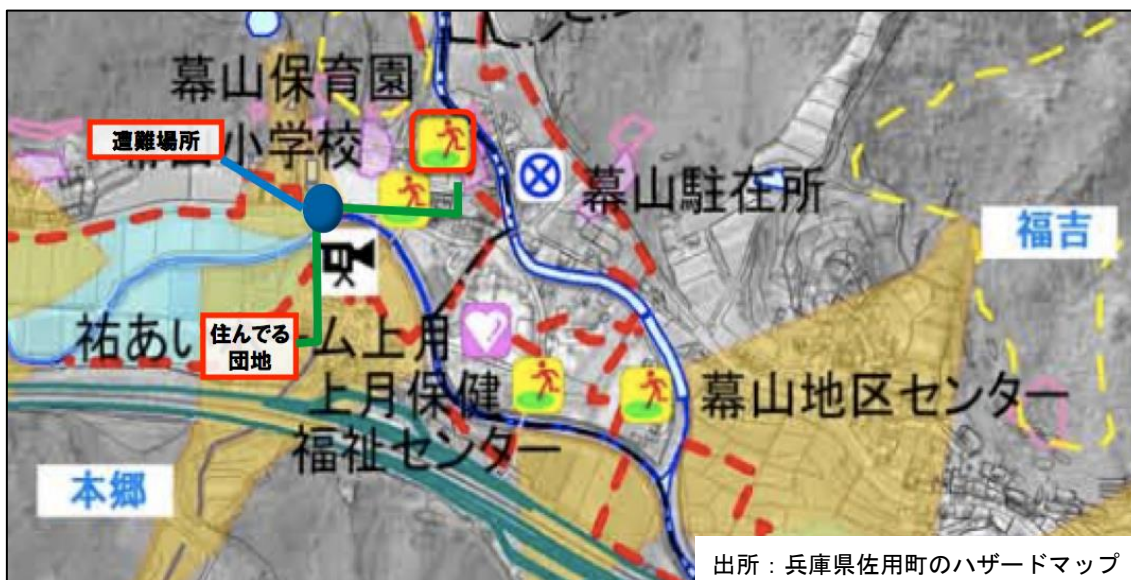 幕山保育園
遭難場所
小学校
幕山駐在所
福吉
住んでる
団地
祐あい
ム上月
上月保健
福祉センター
幕山地区センター
本郷
出所：兵庫県佐用町のハザードマップ